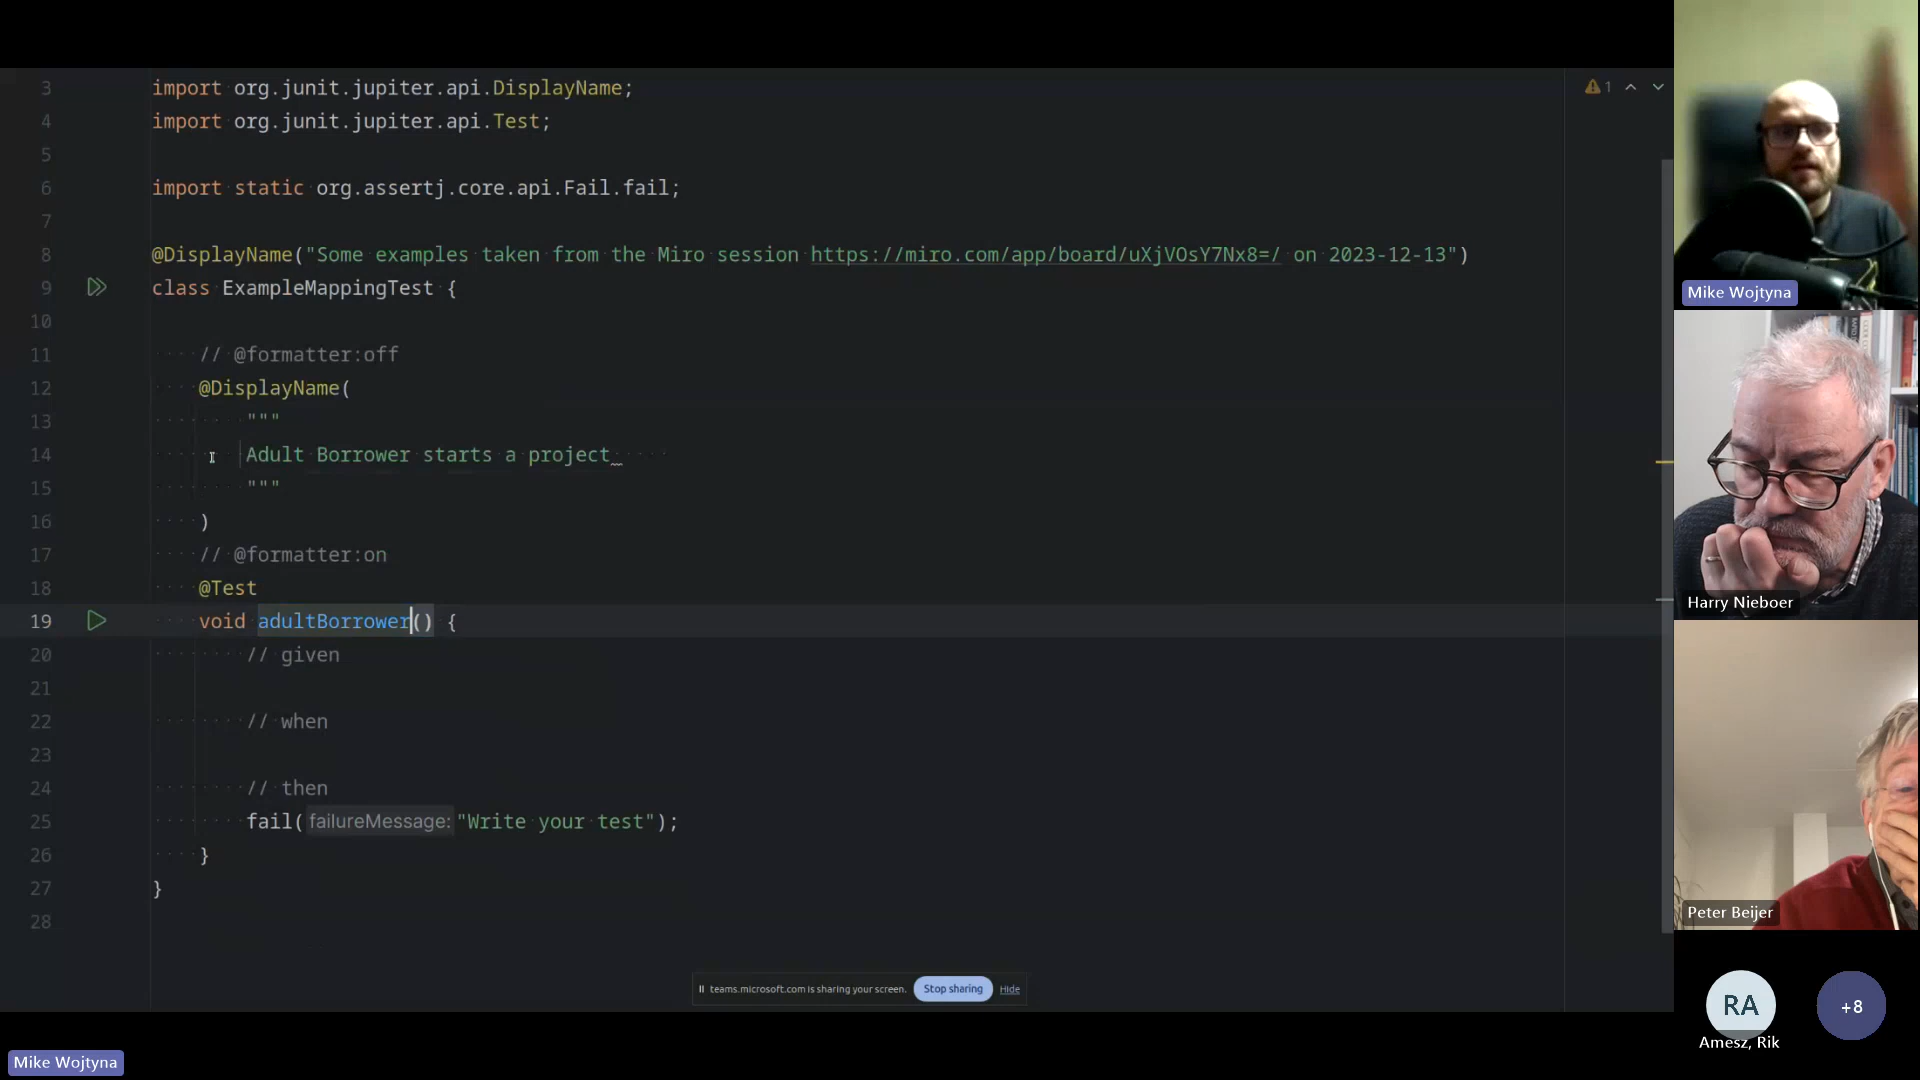 3 import org.junit.jupiter.api.DisplayName;
4 import org.junit.jupiter.api.Test;
5
6 import static org.assertj.core.api.Fail.fail;
7
8 @DisplayName("Some examples taken from the Miro session https://miro.com/app/board/uXjVOsY7Nx8=/ on 2023-12-13")
9 class ExampleMappingTest {
10
11 // @formatter:off
12 @DisplayName(
13 """
14 Adult Borrower starts a project
15 """
16 )
17 // @formatter:on
18 @Test
19 void adultBorrower() {
20 // given
21
22 // when
23
24 // then
25 fail(failureMessage: "Write your test");
26 }
27 }
28
1
teams.microsoft.com is sharing your screen. Stop sharing Hide
Mike Wojtyna
Harry Nieboer
Peter Beijer
RA
Amesz, Rik
+8
Mike Wojtyna